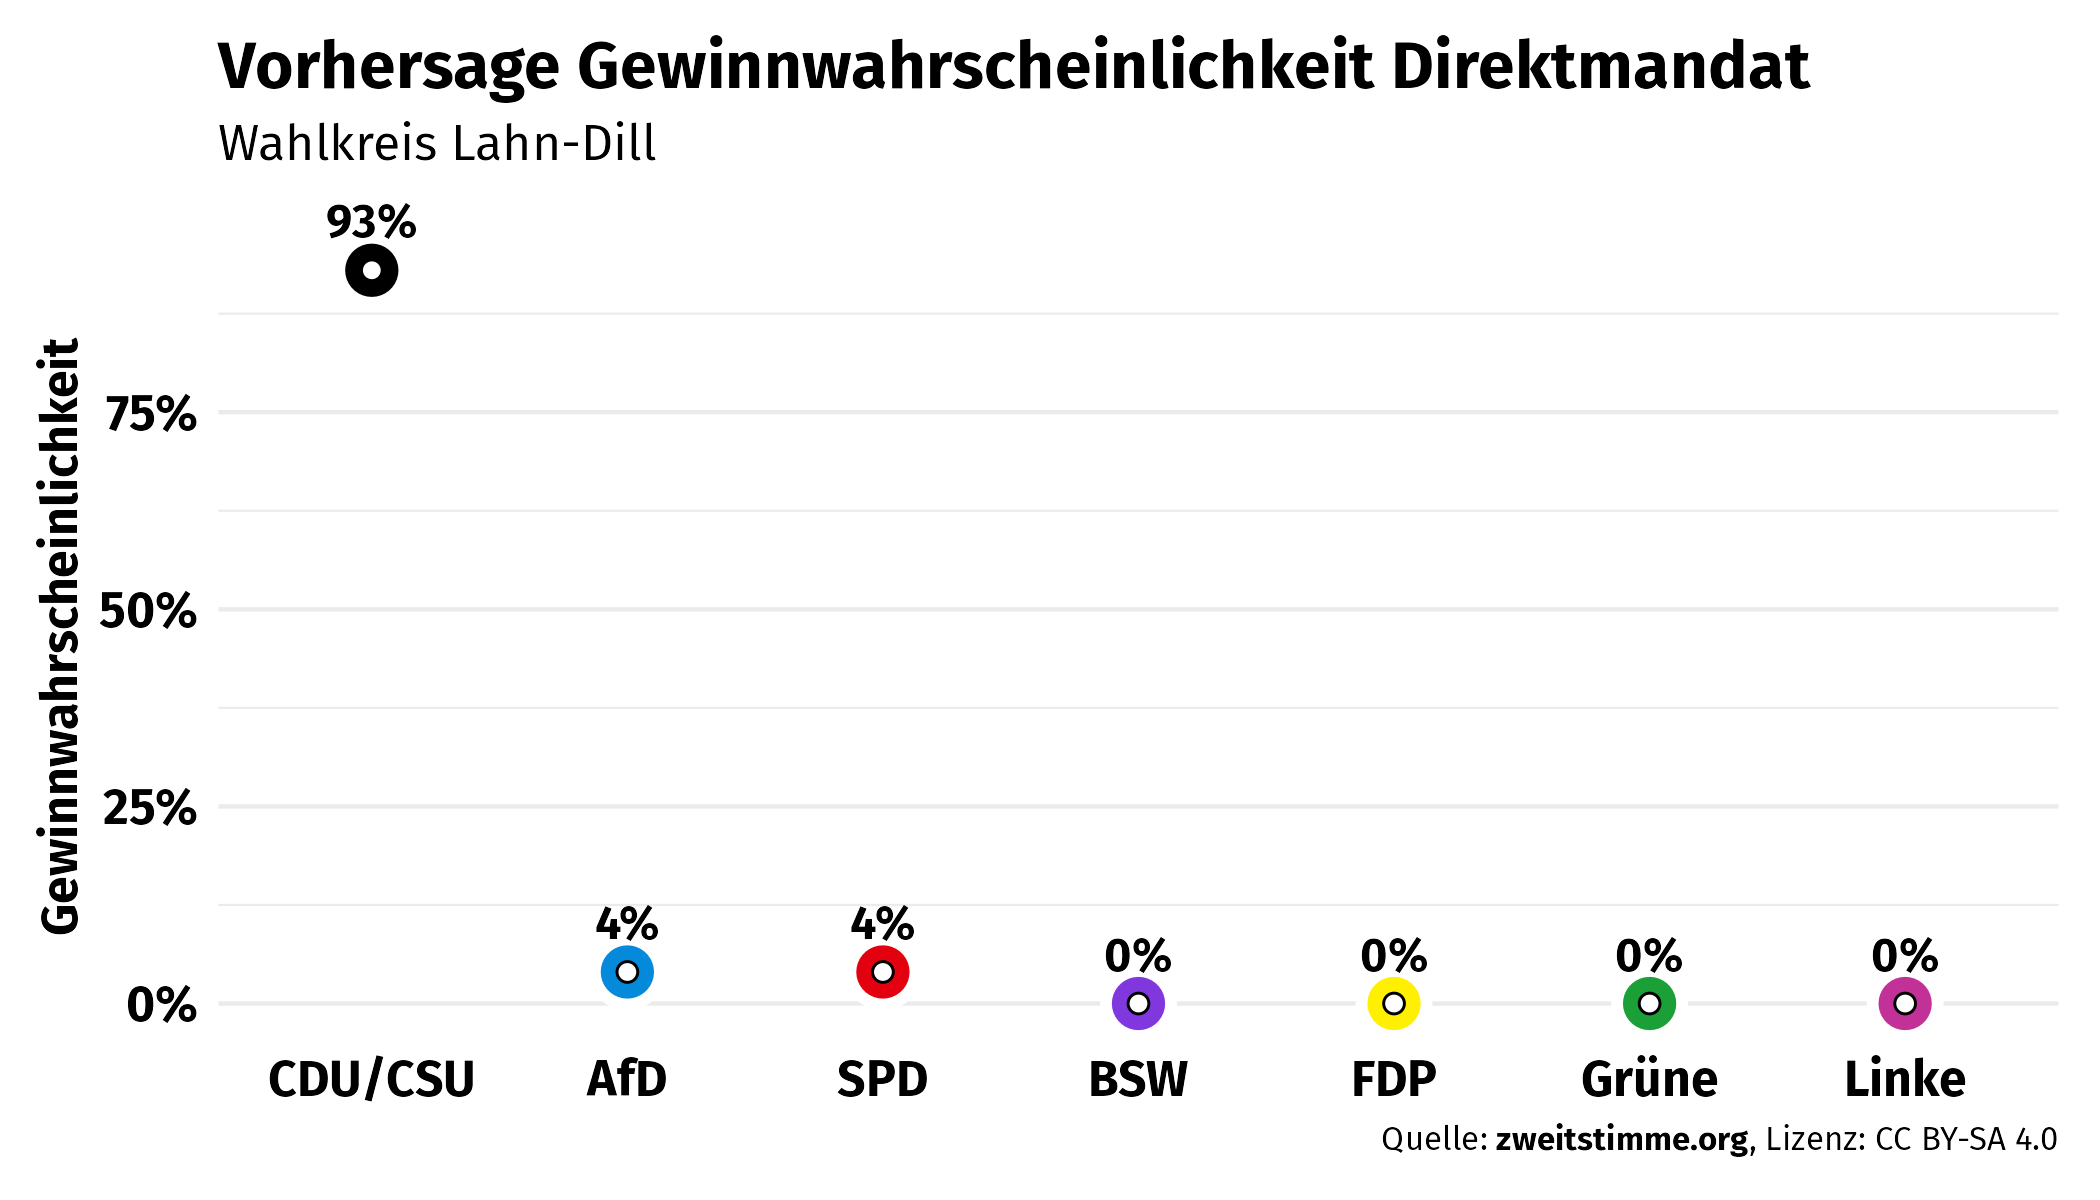 Vorhersage Gewinnwahrscheinlichkeit Direktmandat
Wahlkreis Lahn-Dill
93%
Gewinnwahrscheinlichkeit
75%
50%
25%
0%
4%
4%
0%
0%
0%
0%
CDU/CSU
AfD
SPD
BSW
FDP
Grüne
Linke
Quelle: zweitstimme.org, Lizenz: CC BY-SA 4.0